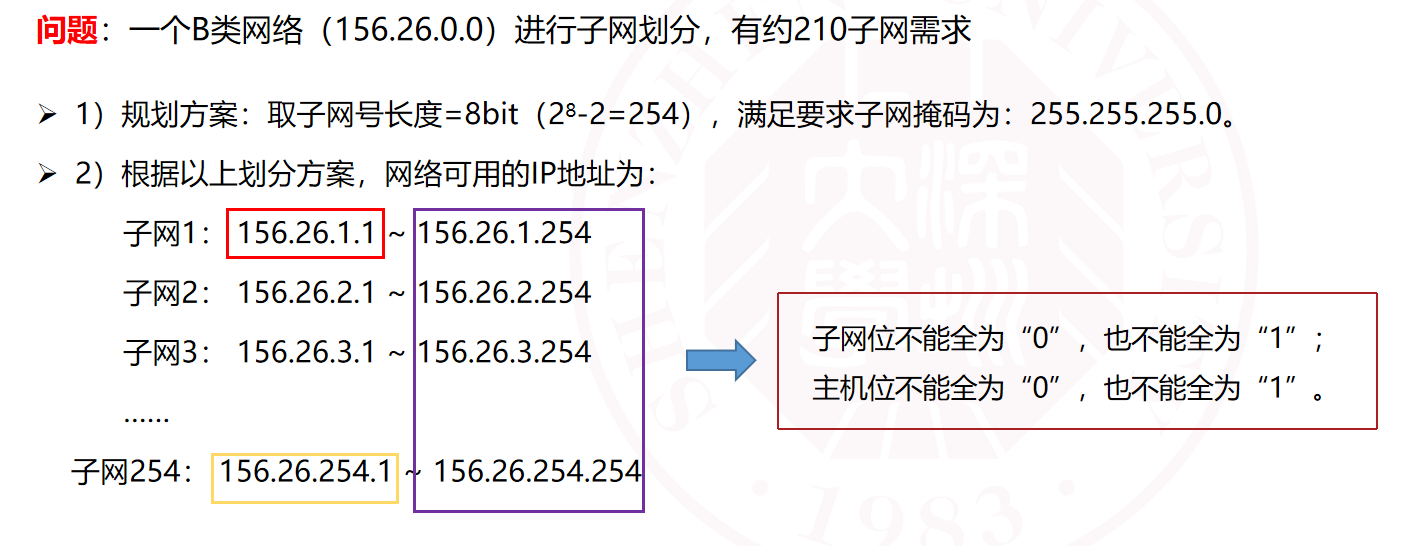 问题：一个B类网络（156.26.0.0）进行子网划分，有约210子网需求
➢ 1）规划方案：取子网号长度=8bit（2⁸-2=254）, 满足要求子网掩码为：255.255.255.0。
➢ 2）根据以上划分方案，网络可用的IP地址为：
子网1： 156.26.1.1 ~ 156.26.1.254
子网2： 156.26.2.1 ~ 156.26.2.254
子网3： 156.26.3.1 ~ 156.26.3.254
......
子网254： 156.26.254.1 ~ 156.26.254.254
子网位不能全为“0”，也不能全为“1”；
主机位不能全为“0”，也不能全为“1”。
SHENZHEN UNIVERSITY
深圳大學
·1983·